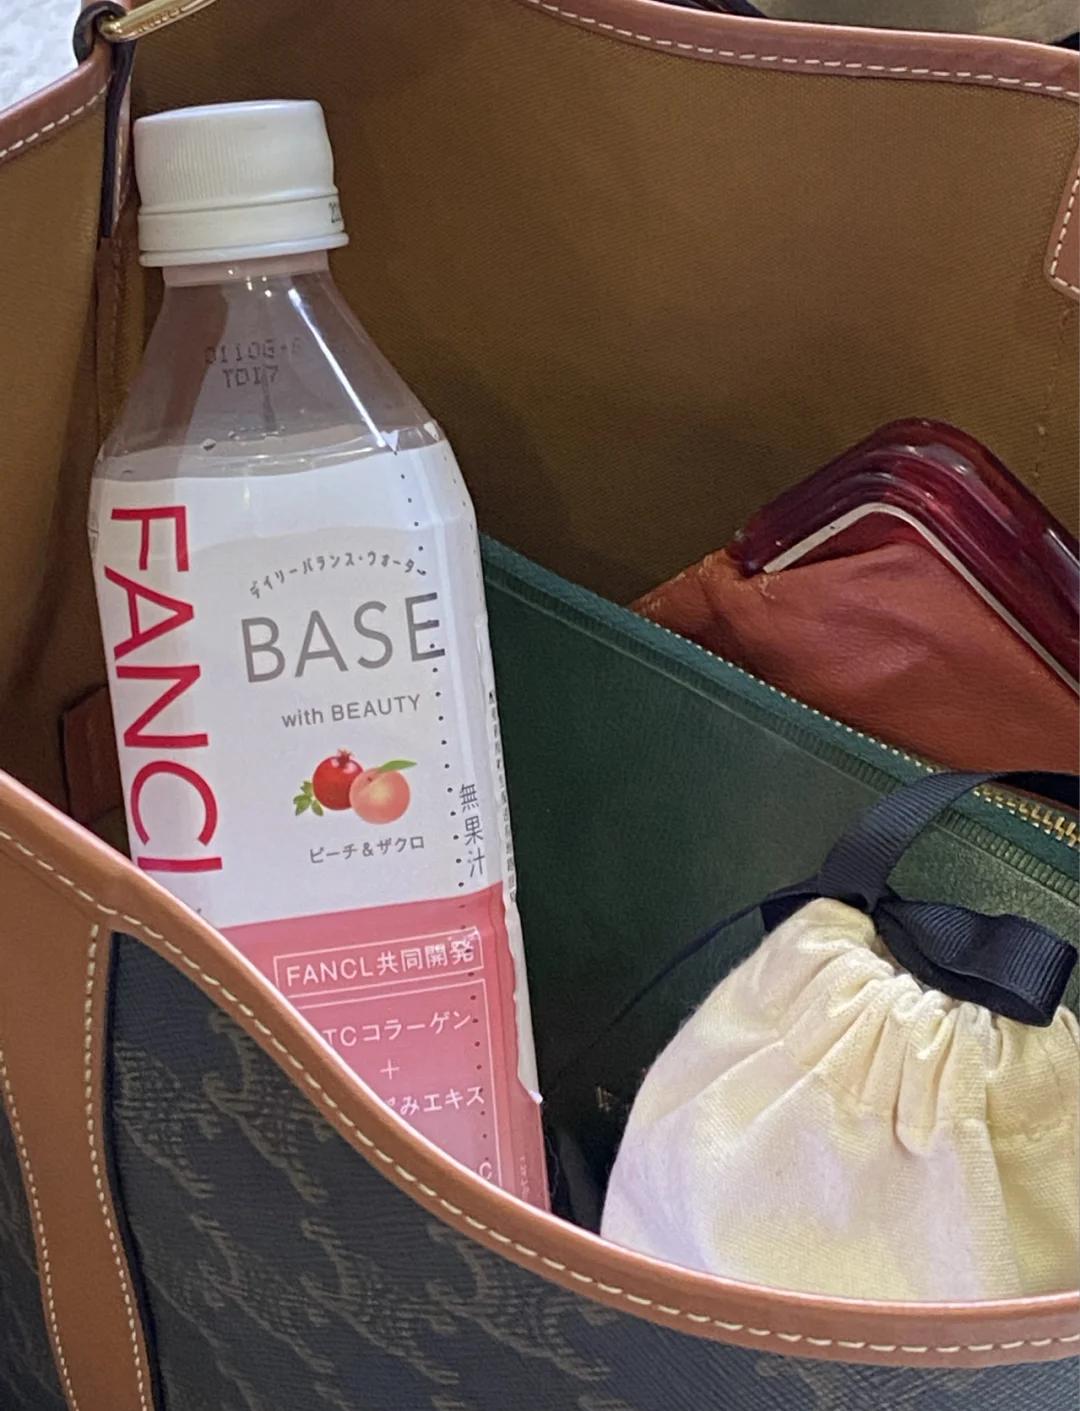 TD17
FANCL
デイリーバランス・ウォーター
BASE
with BEAUTY
ピーチ&ザクロ
無果汁
FANCL共同開発
TCコラーゲン
+
みエキス
C